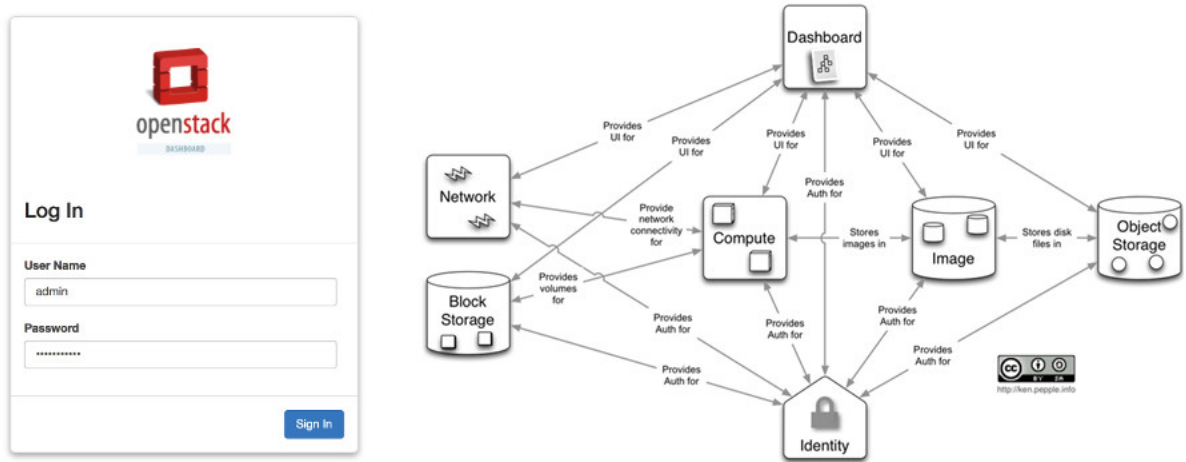 openstack
DASHBOARD
Log In
User Name
admin
Password
•••••••••••
Sign In
Dashboard
Provides
UI for
Provides
UI for
Provides
UI for
Provides
UI for
Provides
UI for
Provides
Auth for
Network
Provide
network
connectivity
for
Compute
Stores
images in
Image
Stores disk
files in
Object
Storage
Block
Storage
Provides
volumes
for
Provides
Auth for
Provides
Auth for
Provides
Auth for
Provides
Auth for
Provides
Auth for
Identity
cc
BY SA
http://ken.pepple.info